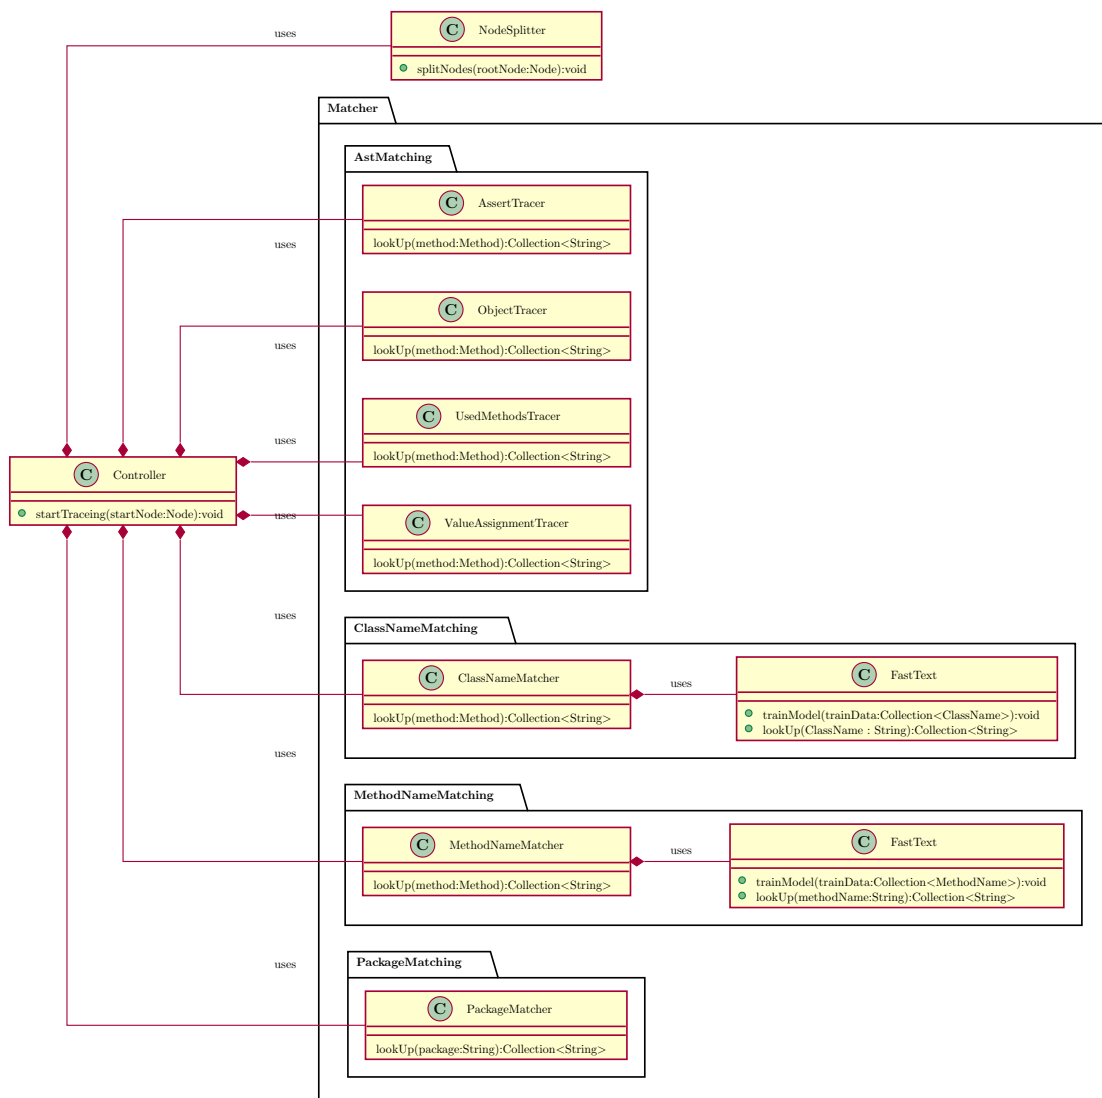 uses
C NodeSplitter
splitNodes(rootNode:Node):void
Matcher
AstMatching
C AssertTracer
lookUp(method:Method):Collection<String>
uses
C ObjectTracer
lookUp(method:Method):Collection<String>
uses
C UsedMethodsTracer
lookUp(method:Method):Collection<String>
uses
C Controller
startTraceing(startNode:Node):void
C ValueAssignmentTracer
lookUp(method:Method):Collection<String>
uses
uses
ClassNameMatching
C ClassNameMatcher
lookUp(method:Method):Collection<String>
uses
C FastText
trainModel(trainData:Collection<ClassName>):void
lookUp(ClassName : String):Collection<String>
uses
MethodNameMatching
C MethodNameMatcher
lookUp(method:Method):Collection<String>
uses
C FastText
trainModel(trainData:Collection<MethodName>):void
lookUp(methodName:String):Collection<String>
uses
PackageMatching
C PackageMatcher
lookUp(package:String):Collection<String>